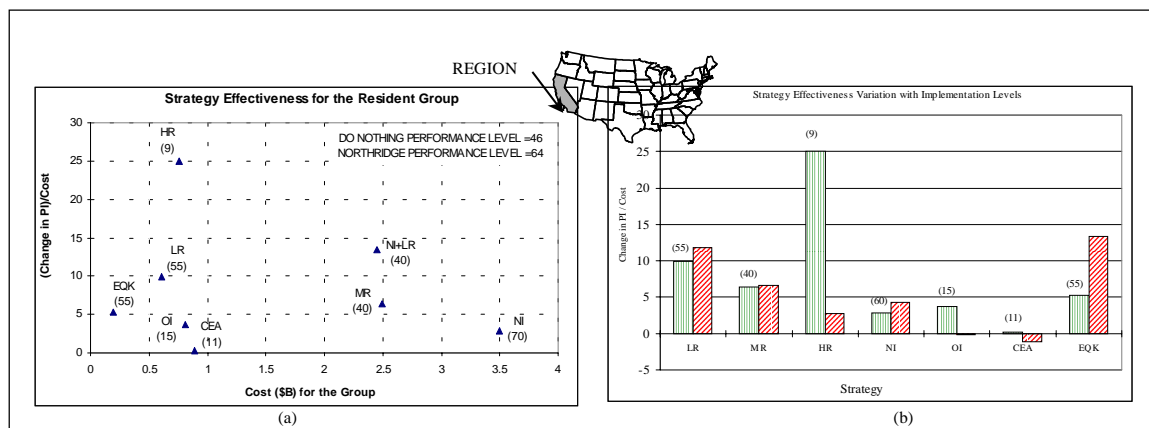 REGION
Strategy Effectiveness for the Resident Group
DO NOTHING PERFORMANCE LEVEL =46
NORTHRIDGE PERFORMANCE LEVEL =64
(Change in PI)/Cost
30
25
20
15
10
5
0
HR
(9)
LR
(55)
EQK
(55)
OI
(15)
CEA
(11)
NI+LR
(40)
MR
(40)
NI
(70)
0 0.5 1 1.5 2 2.5 3 3.5 4
Cost ($B) for the Group
(a)
Strategy Effectiveness Variation with Implementation Levels
Change in PI / Cost
30
25
20
15
10
5
0
-5
(55)
(40)
(9)
(60)
(15)
(11)
(55)
LR MR HR NI OI CEA EQK
Strategy
(b)